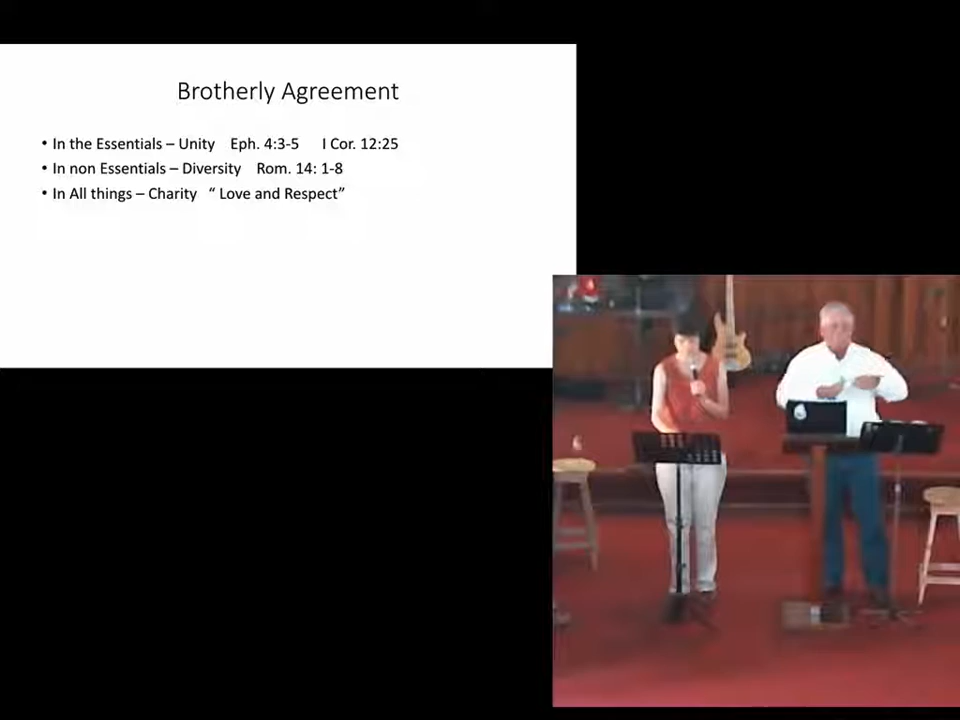 Brotherly Agreement
• In the Essentials – Unity Eph. 4:3-5 I Cor. 12:25
• In non Essentials – Diversity Rom. 14: 1-8
• In All things – Charity “ Love and Respect”